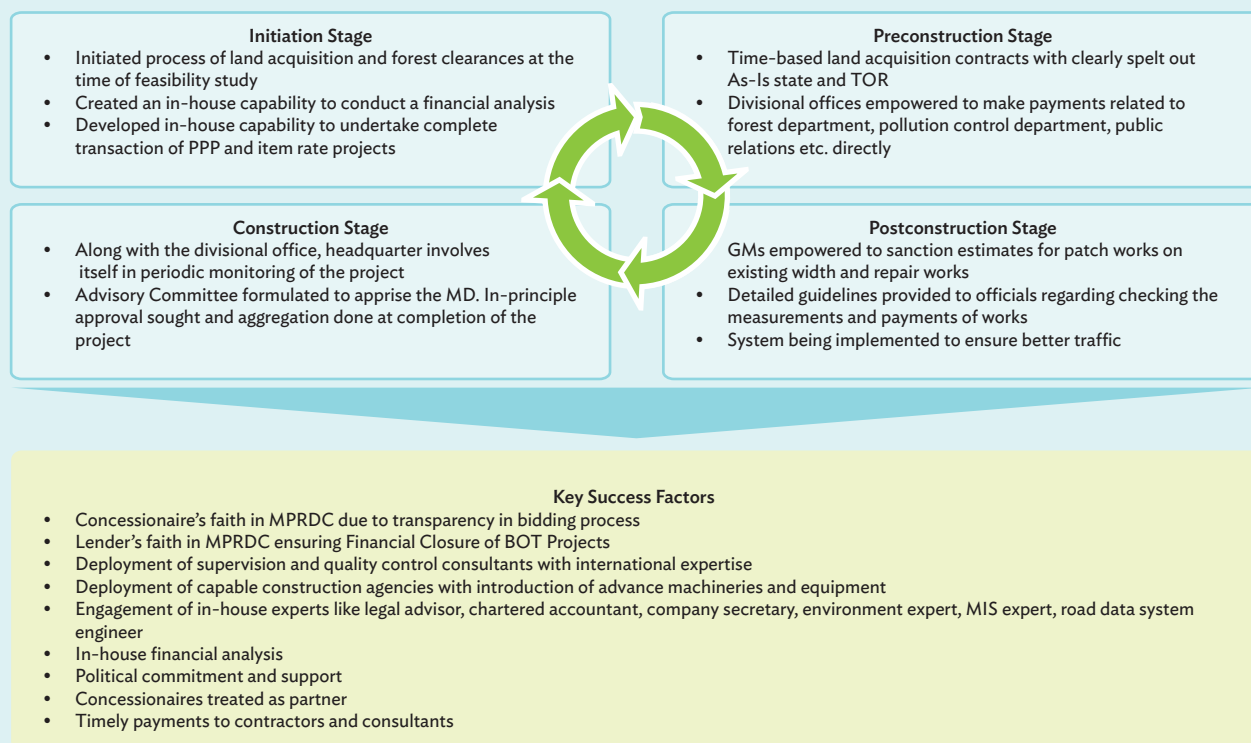 Initiation Stage
• Initiated process of land acquisition and forest clearances at the
time of feasibility study
• Created an in-house capability to conduct a financial analysis
• Developed in-house capability to undertake complete
transaction of PPP and item rate projects
Preconstruction Stage
• Time-based land acquisition contracts with clearly spelt out
As-Is state and TOR
• Divisional offices empowered to make payments related to
forest department, pollution control department, public
relations etc. directly
Construction Stage
• Along with the divisional office, headquarter involves
itself in periodic monitoring of the project
• Advisory Committee formulated to apprise the MD. In-principle
approval sought and aggregation done at completion of the
project
Postconstruction Stage
GMs empowered to sanction estimates for patch works on
existing width and repair works
• Detailed guidelines provided to officials regarding checking the
measurements and payments of works
• System being implemented to ensure better traffic
Key Success Factors
• Concessionaire's faith in MPRDC due to transparency in bidding process
• Lender's faith in MPRDC ensuring Financial Closure of BOT Projects
• Deployment of supervision and quality control consultants with international expertise
• Deployment of capable construction agencies with introduction of advance machineries and equipment
• Engagement of in-house experts like legal advisor, chartered accountant, company secretary, environment expert, MIS expert, road data system
engineer
• In-house financial analysis
• Political commitment and support
• Concessionaires treated as partner
• Timely payments to contractors and consultants